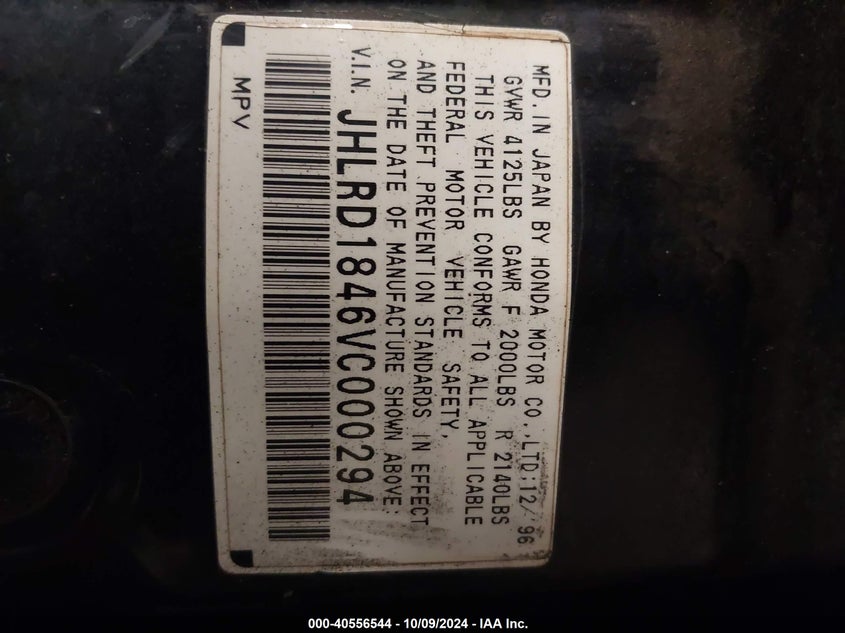 MFD. IN JAPAN BY HONDA MOTOR CO., LTD; 12/ 96
GVWR 4125LBS GAWR F 2000LBS R 2140LBS
THIS VEHICLE CONFORMS TO ALL APPLICABLE
FEDERAL MOTOR VEHICLE SAFETY,
AND THEFT PREVENTION STANDARDS IN EFFECT
ON THE DATE OF MANUFACTURE SHOWN ABOVE:
V.I.N. JHLRD1846VC000294
MPV
000-40556544 - 10/09/2024 - IAA Inc.